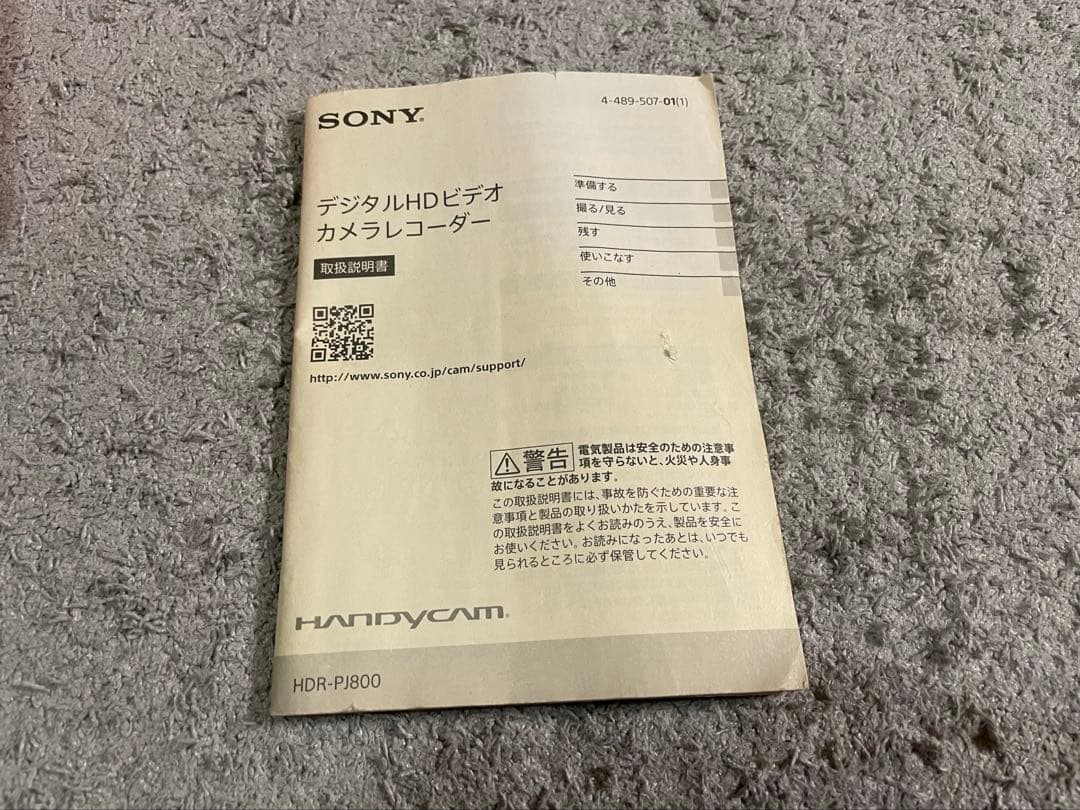 SONY®
4-489-507-01(1)
デジタルHDビデオ
カメラレコーダー
取扱説明書
準備する
撮る/見る
残す
使いこなす
その他
http://www.sony.co.jp/cam/support/
警告 電気製品は安全のための注意事
項を守らないと、火災や人身事
故になることがあります。
この取扱説明書には、事故を防ぐための重要な注
意事項と製品の取り扱いかたを示しています。こ
の取扱説明書をよくお読みのうえ、製品を安全に
お使いください。お読みになったあとは、いつでも
見られるところに必ず保管してください。
HANDYCAM®
HDR-PJ800